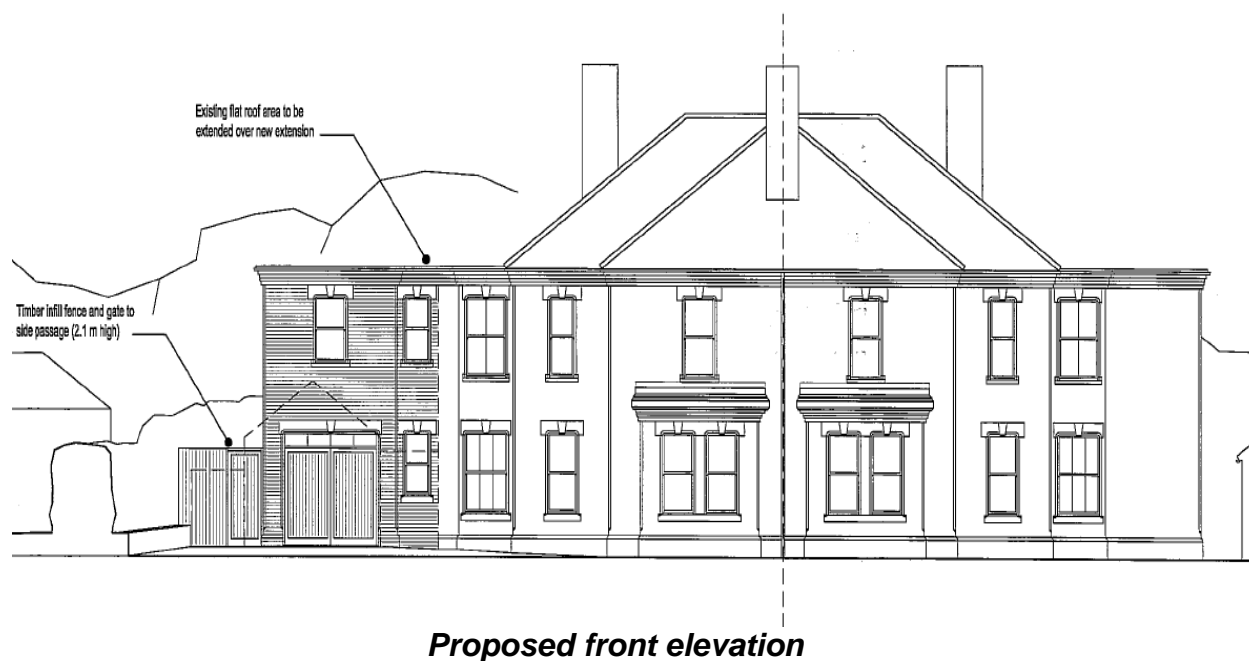 Existing flat roof area to be
extended over new extension
Timber infill fence and gate to
side passage (2.1 m high)
Proposed front elevation